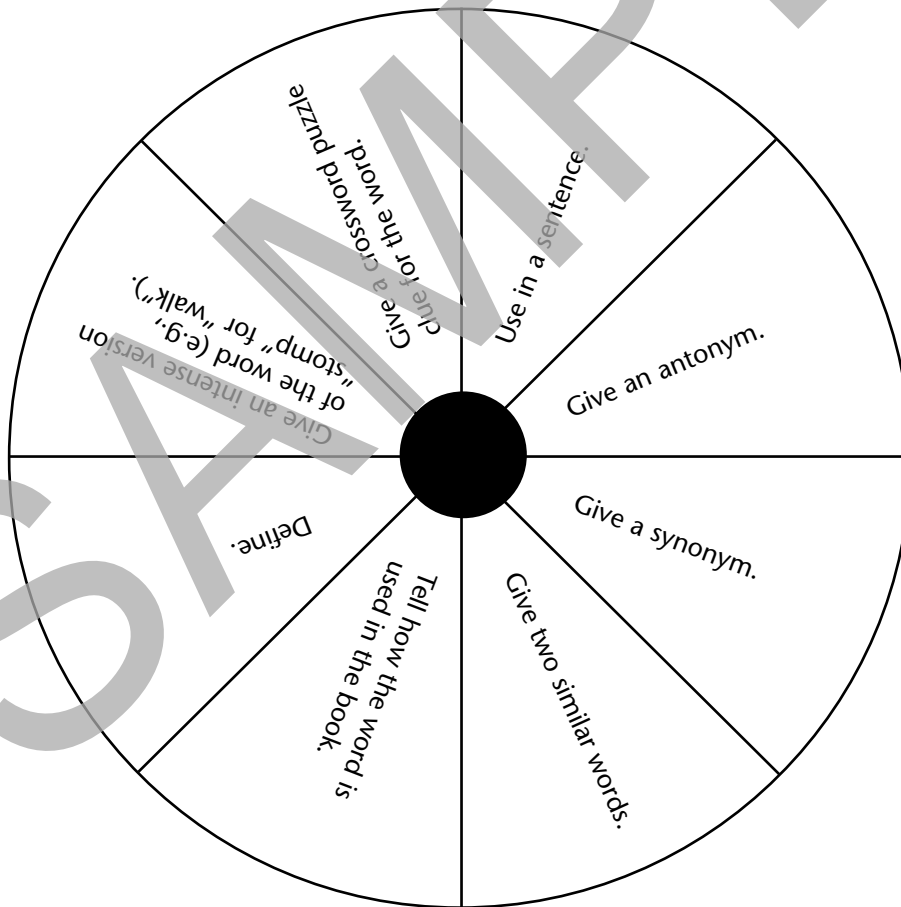 Use in a sentence.
Give an antonym.
Give a synonym.
Give two similar words.
Tell how the word is
used in the book.
Define.
Give an intense version
of the word (e.g.,
“stomp” for “walk”).
Give a crossword puzzle
clue for the word.
SAMPL